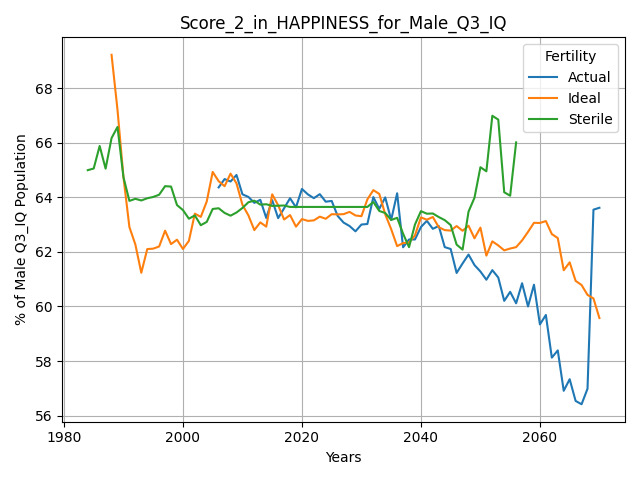 Score_2_in_HAPPINESS_for_Male_Q3_IQ
Fertility
Actual
Ideal
Sterile
% of Male Q3_IQ Population
68
66
64
62
60
58
56
1980
2000
2020
2040
2060
Years